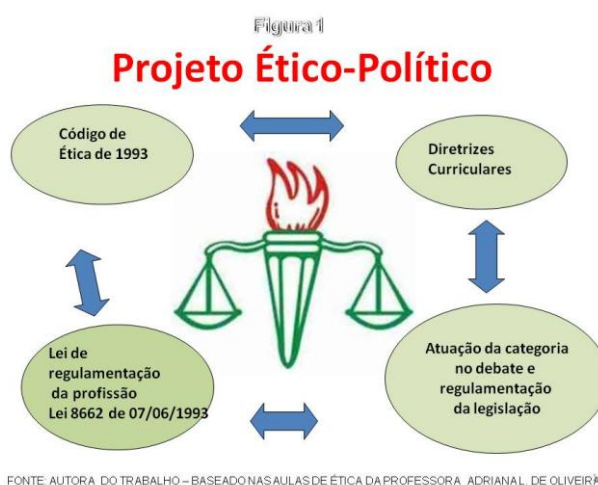 Figura 1
Projeto Ético-Político
Código de
Ética de 1993
Diretrizes
Curriculares
Lei de
regulamentação
da profissão
Lei 8662 de 07/06/1993
Atuação da categoria
no debate e
regulamentação
da legislação
FONTE: AUTORA DO TRABALHO – BASEADO NAS AULAS DE ÉTICA DA PROFESSORA ADRIANA L. DE OLIVEIRA